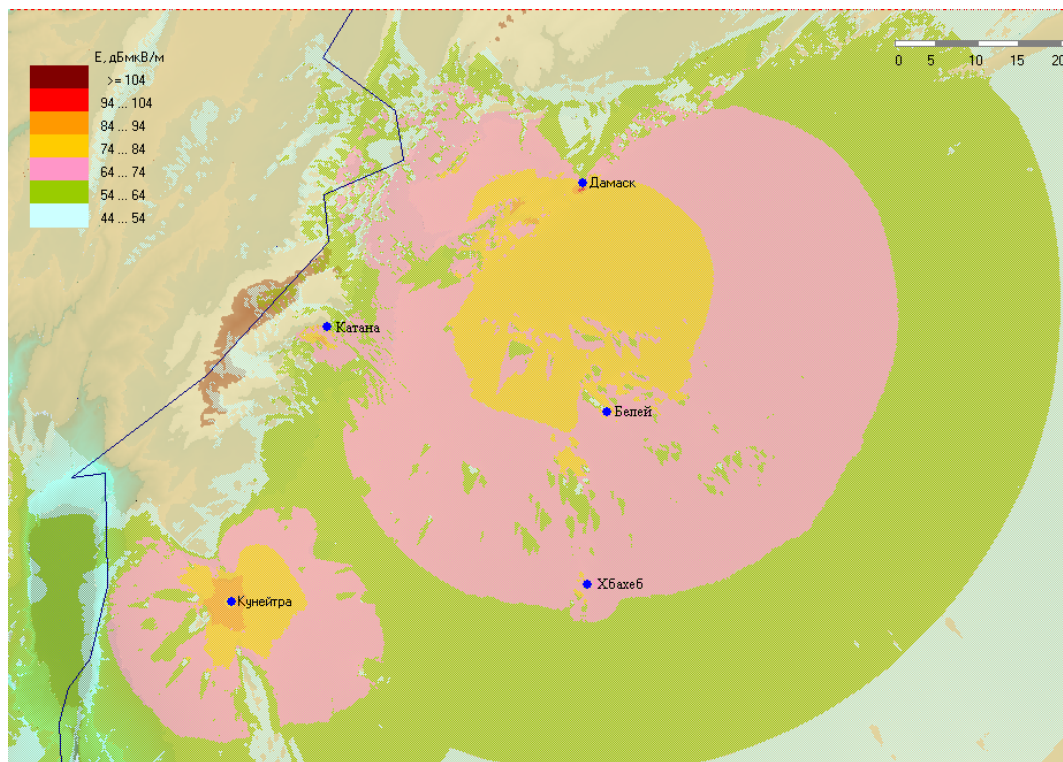 E, дБмкВ/м
>= 104
94 ... 104
84 ... 94
74 ... 84
64 ... 74
54 ... 64
44 ... 54
0 5 10 15 20
Дамаск
Катана
Белей
Хбахеб
Кунейтра